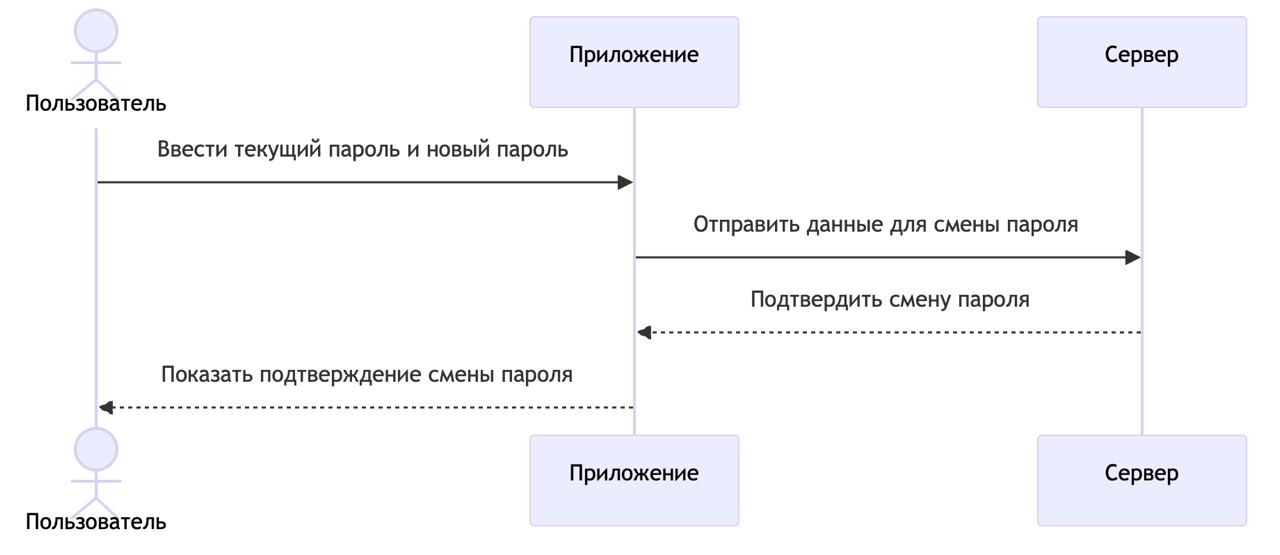 Пользователь
Приложение
Сервер
Ввести текущий пароль и новый пароль
Отправить данные для смены пароля
Подтвердить смену пароля
Показать подтверждение смены пароля
Пользователь
Приложение
Сервер